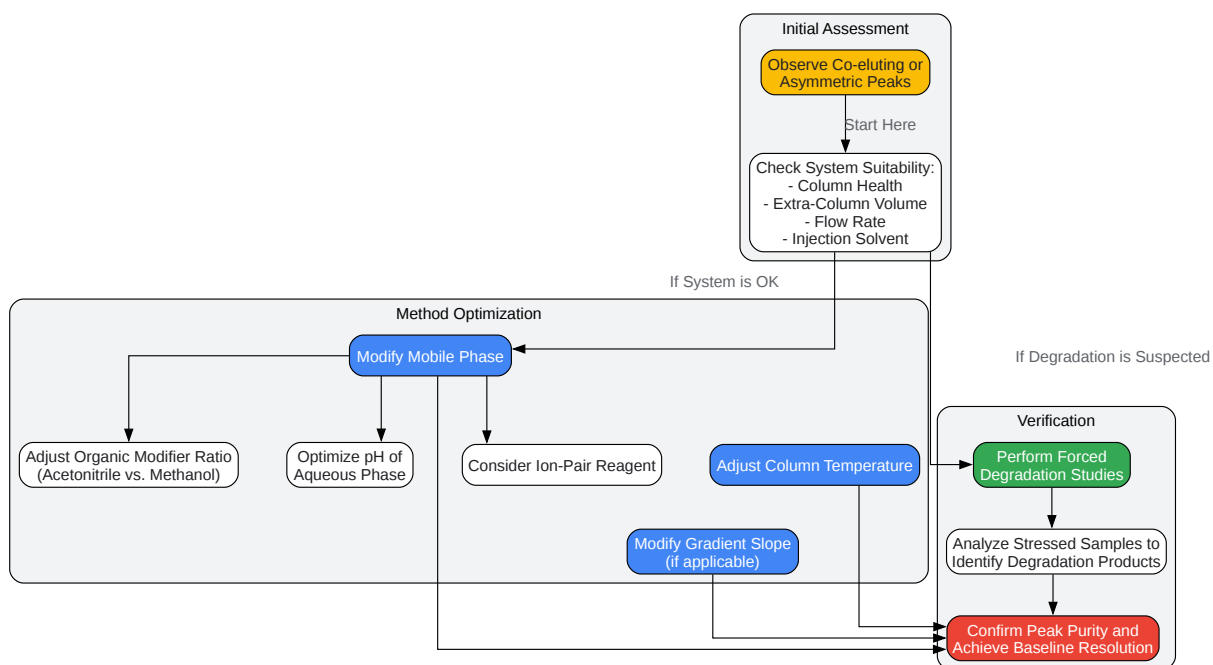 Initial Assessment
Observe Co-eluting or
Asymmetric Peaks
Start Here
Check System Suitability:
- Column Health
- Extra-Column Volume
- Flow Rate
- Injection Solvent
If System is OK
Method Optimization
Modify Mobile Phase
If Degradation is Suspected
Adjust Organic Modifier Ratio
(Acetonitrile vs. Methanol)
Optimize pH of
Aqueous Phase
Consider Ion-Pair Reagent
Adjust Column Temperature
Modify Gradient Slope
(if applicable)
Verification
Perform Forced
Degradation Studies
Analyze Stressed Samples to
Identify Degradation Products
Confirm Peak Purity and
Achieve Baseline Resolution